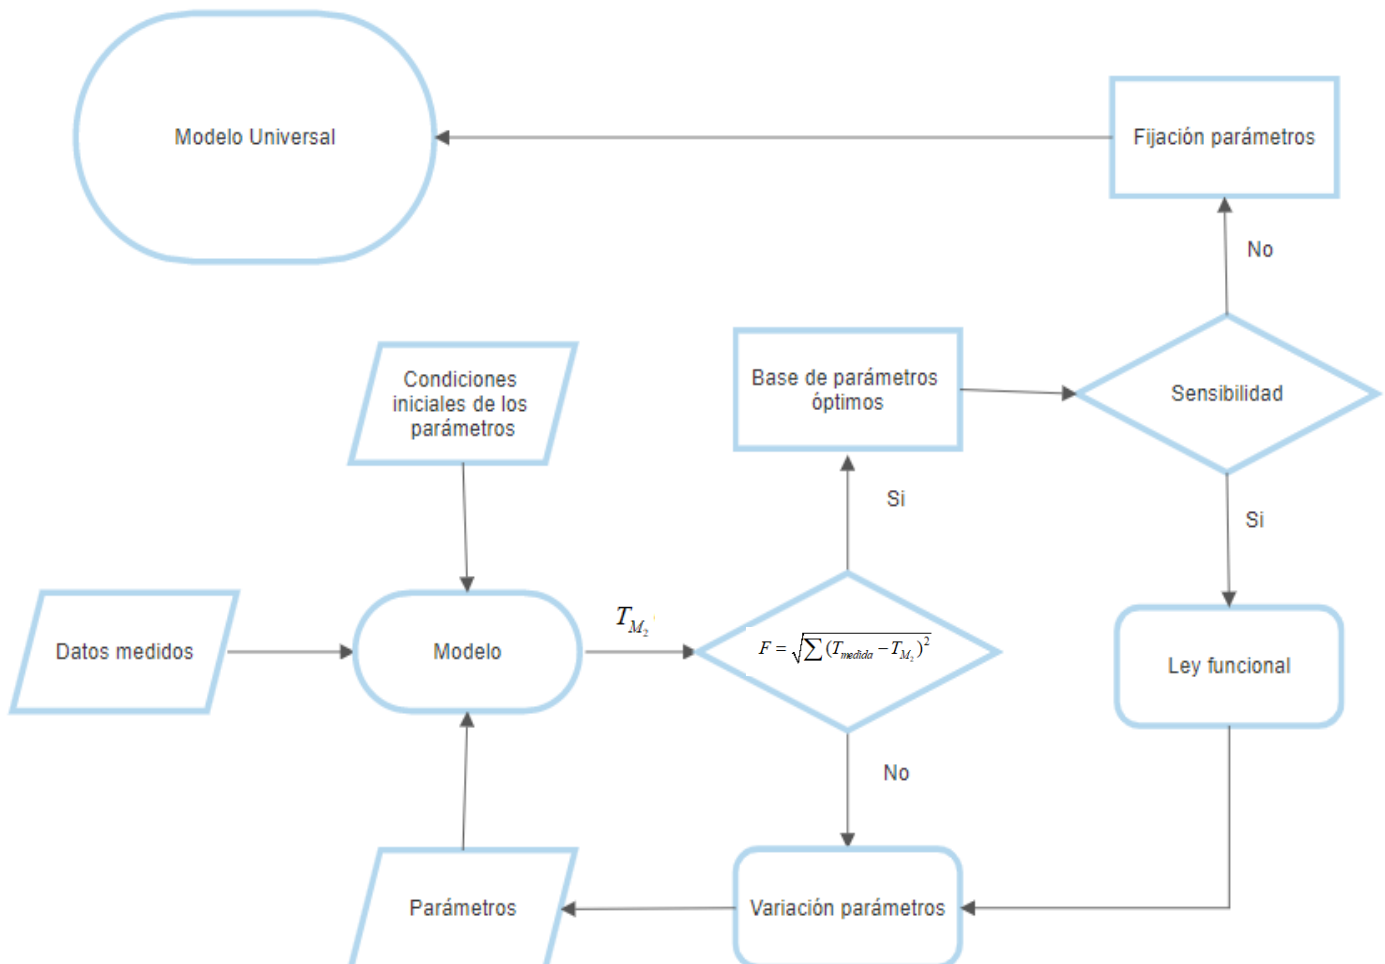 Modelo Universal
Fijación parámetros
No
Condiciones
iniciales de los
parámetros
Base de parámetros
óptimos
Sensibilidad
Si
Si
Datos medidos
Modelo
T_{M_2}
F = \sqrt{\sum (T_{medida} - T_{M_2})^2}
Ley funcional
No
Parámetros
Variación parámetros